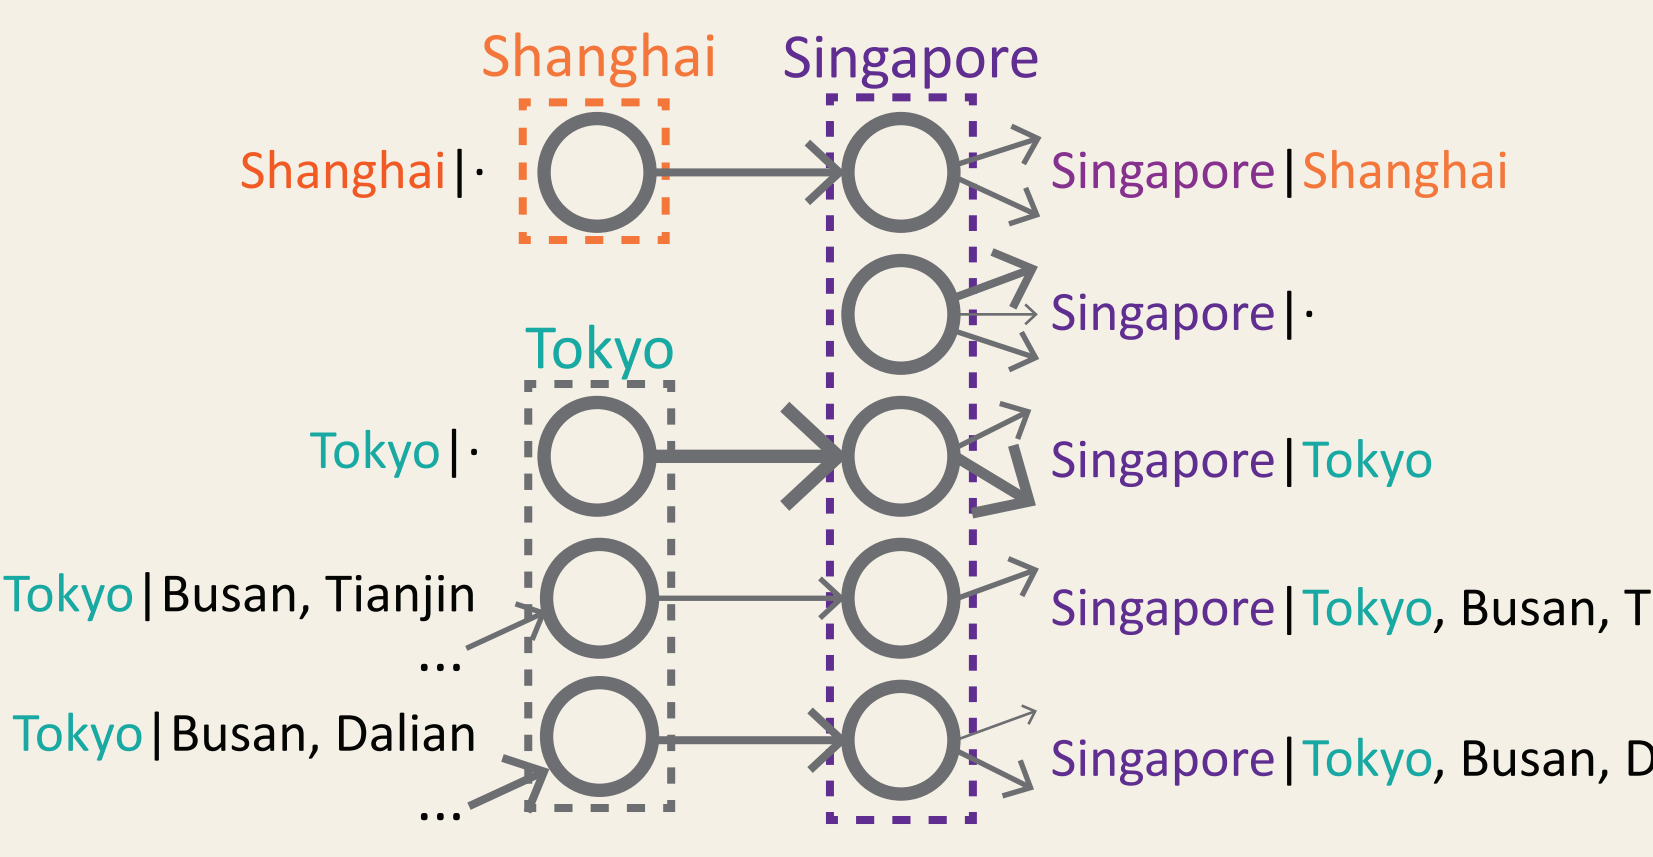 Shanghai
Singapore
Shanghai|·
Singapore|Shanghai
Singapore|·
Tokyo
Tokyo|·
Singapore|Tokyo
Tokyo|Busan, Tianjin
...
Singapore|Tokyo, Busan, T
Tokyo|Busan, Dalian
...
Singapore|Tokyo, Busan, D